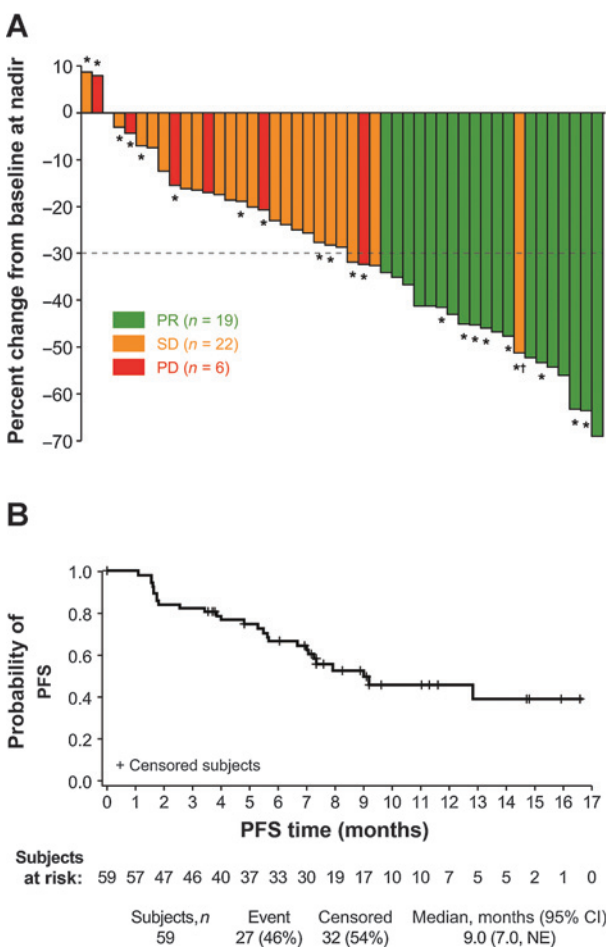 A
Percent change from baseline at nadir
10
0
−10
−20
−30
−40
−50
−60
−70
* *
* * *
*
* *
* *
* *
*
* * *
*
*†
*
* *
PR (n = 19)
SD (n = 22)
PD (n = 6)
B
Probability of
PFS
1.0
0.8
0.6
0.4
0.2
0.0
+ Censored subjects
0 1 2 3 4 5 6 7 8 9 10 11 12 13 14 15 16 17
PFS time (months)
Subjects
at risk: 59 57 47 46 40 37 33 30 19 17 10 10 7 5 5 2 1 0
Subjects, n Event Censored Median, months (95% CI)
59 27 (46%) 32 (54%) 9.0 (7.0, NE)